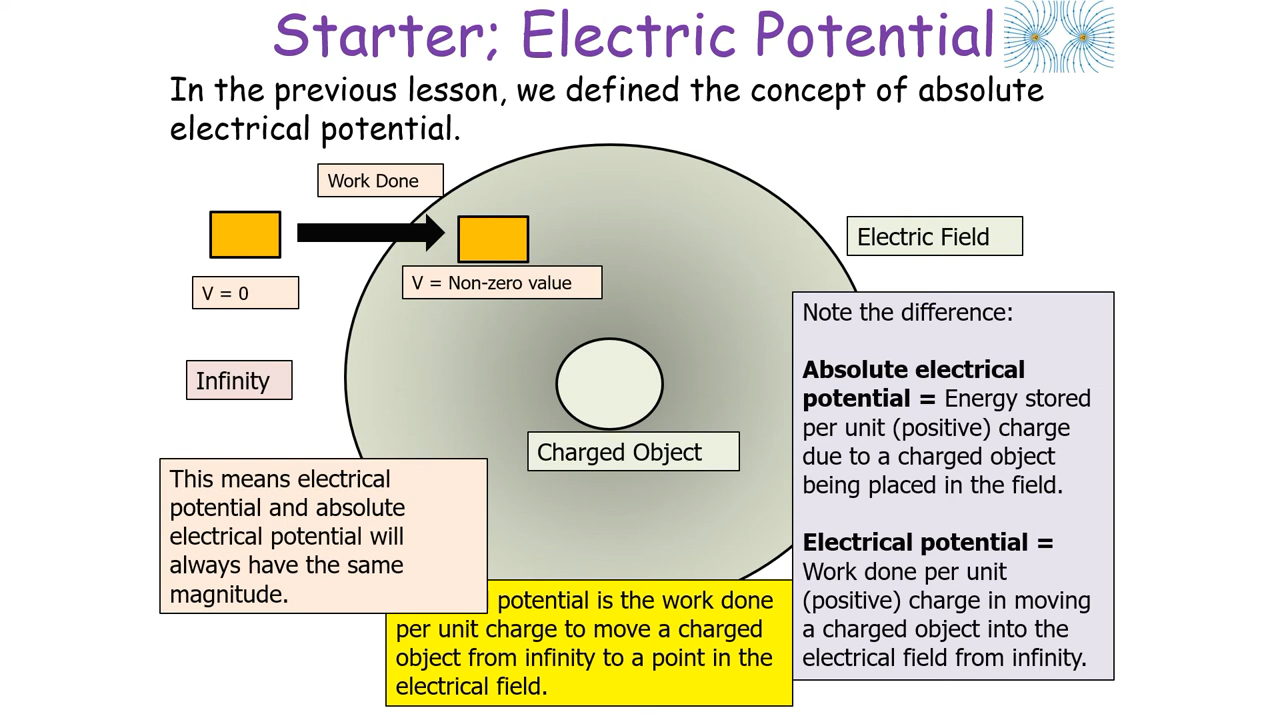 Starter; Electric Potential
In the previous lesson, we defined the concept of absolute
electrical potential.
Work Done
V = 0
V = Non-zero value
Electric Field
Infinity
Charged Object
Note the difference:
Absolute electrical
potential = Energy stored
per unit (positive) charge
due to a charged object
being placed in the field.
Electrical potential =
Work done per unit
(positive) charge in moving
a charged object into the
electrical field from infinity.
This means electrical
potential and absolute
electrical potential will
always have the same
magnitude.
potential is the work done
per unit charge to move a charged
object from infinity to a point in the
electrical field.